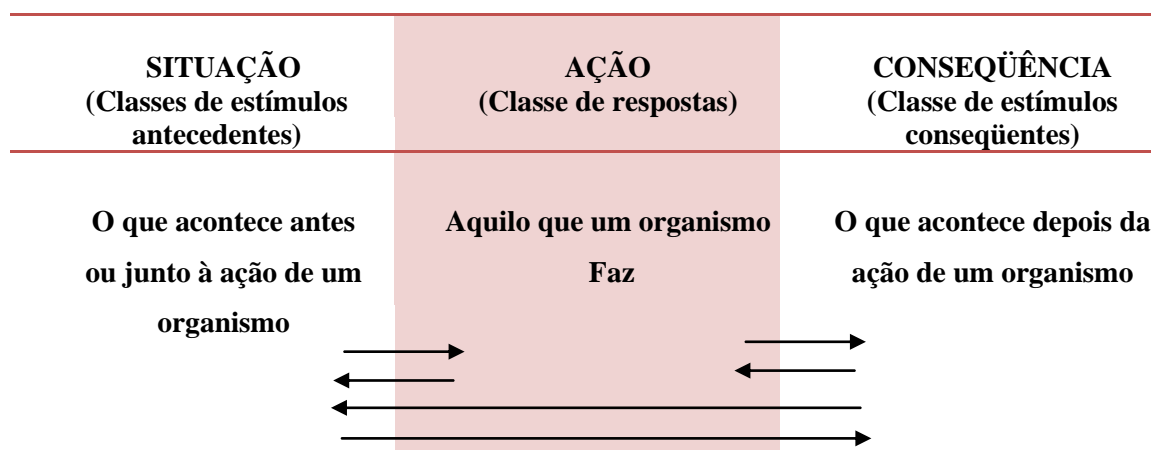 SITUAÇÃO
(Classes de estímulos
antecedentes)
AÇÃO
(Classe de respostas)
CONSEQÜÊNCIA
(Classe de estímulos
conseqüentes)
O que acontece antes
ou junto à ação de um
organismo
Aquilo que um organismo
Faz
O que acontece depois da
ação de um organismo